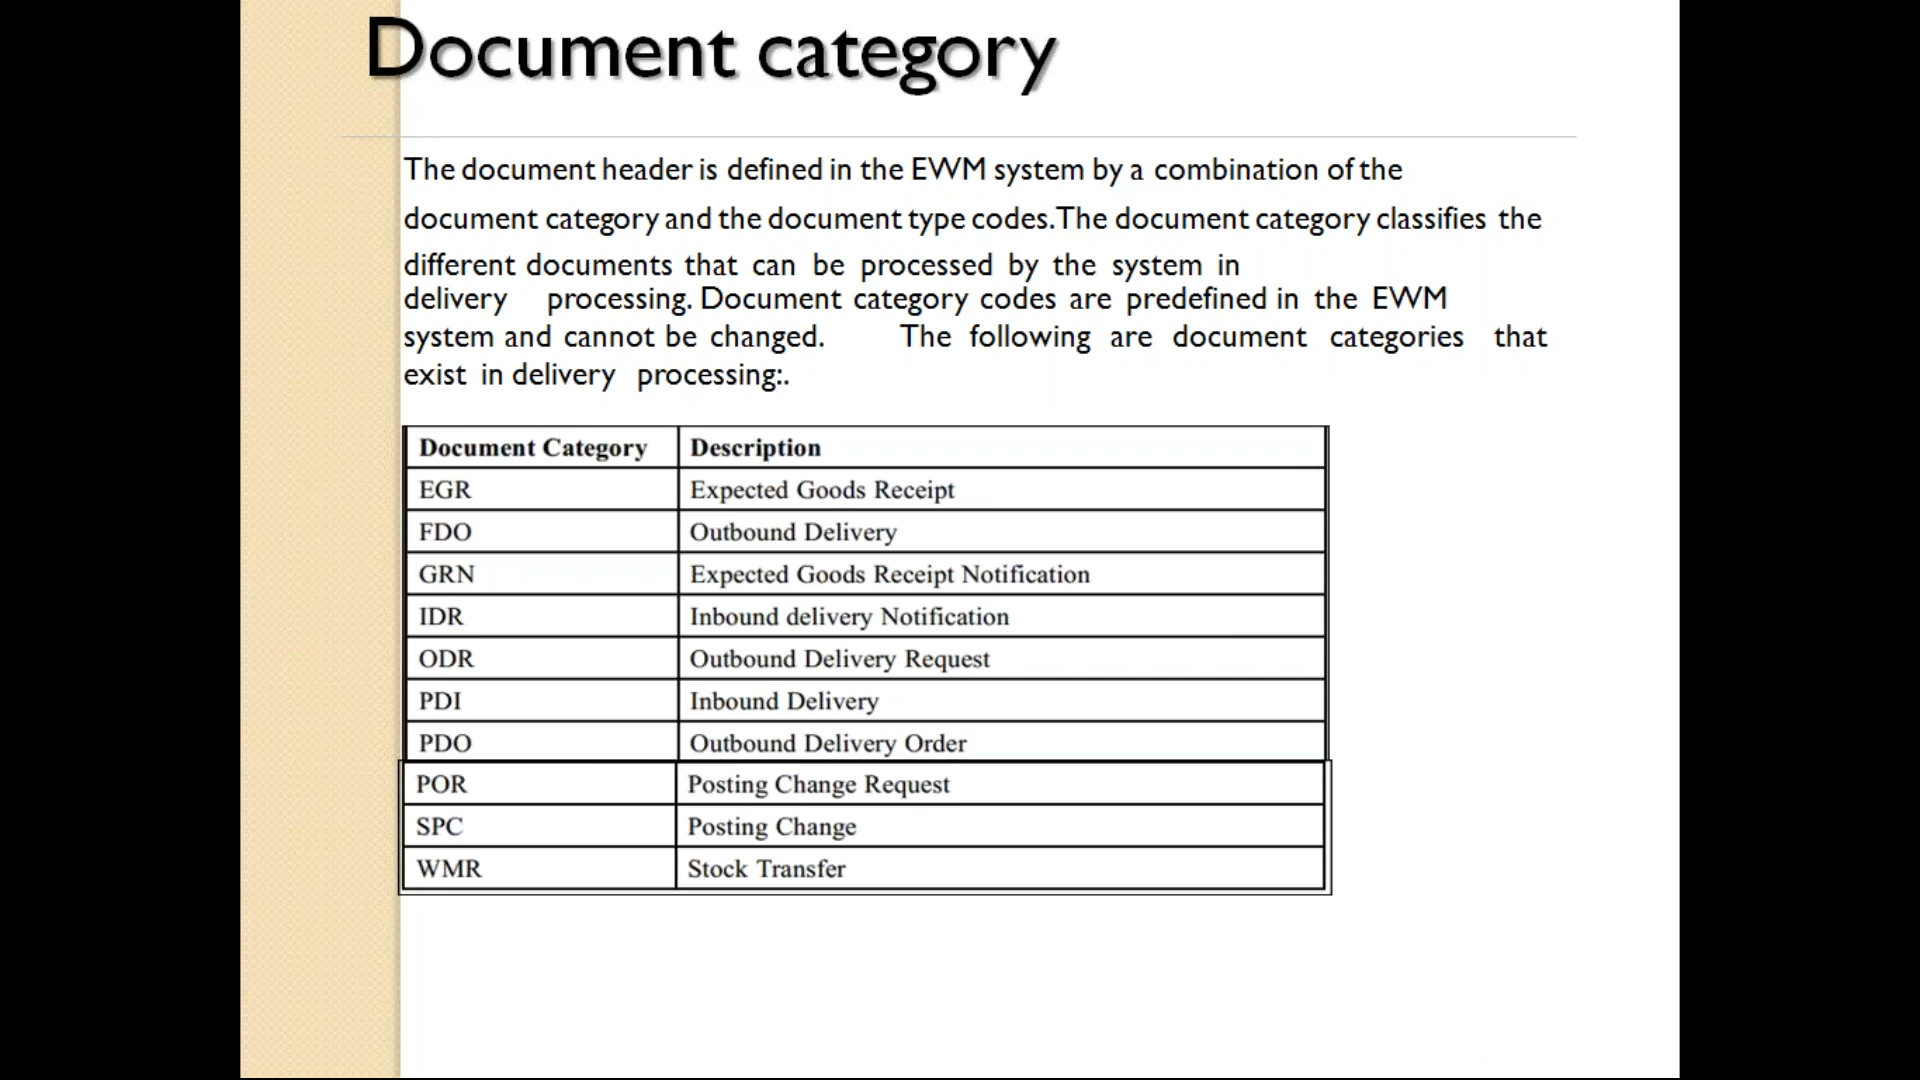 Document category
The document header is defined in the EWM system by a combination of the
document category and the document type codes.The document category classifies the
different documents that can be processed by the system in
delivery processing. Document category codes are predefined in the EWM
system and cannot be changed. The following are document categories that
exist in delivery processing:.
Document Category Description
EGR Expected Goods Receipt
FDO Outbound Delivery
GRN Expected Goods Receipt Notification
IDR Inbound delivery Notification
ODR Outbound Delivery Request
PDI Inbound Delivery
PDO Outbound Delivery Order
POR Posting Change Request
SPC Posting Change
WMR Stock Transfer